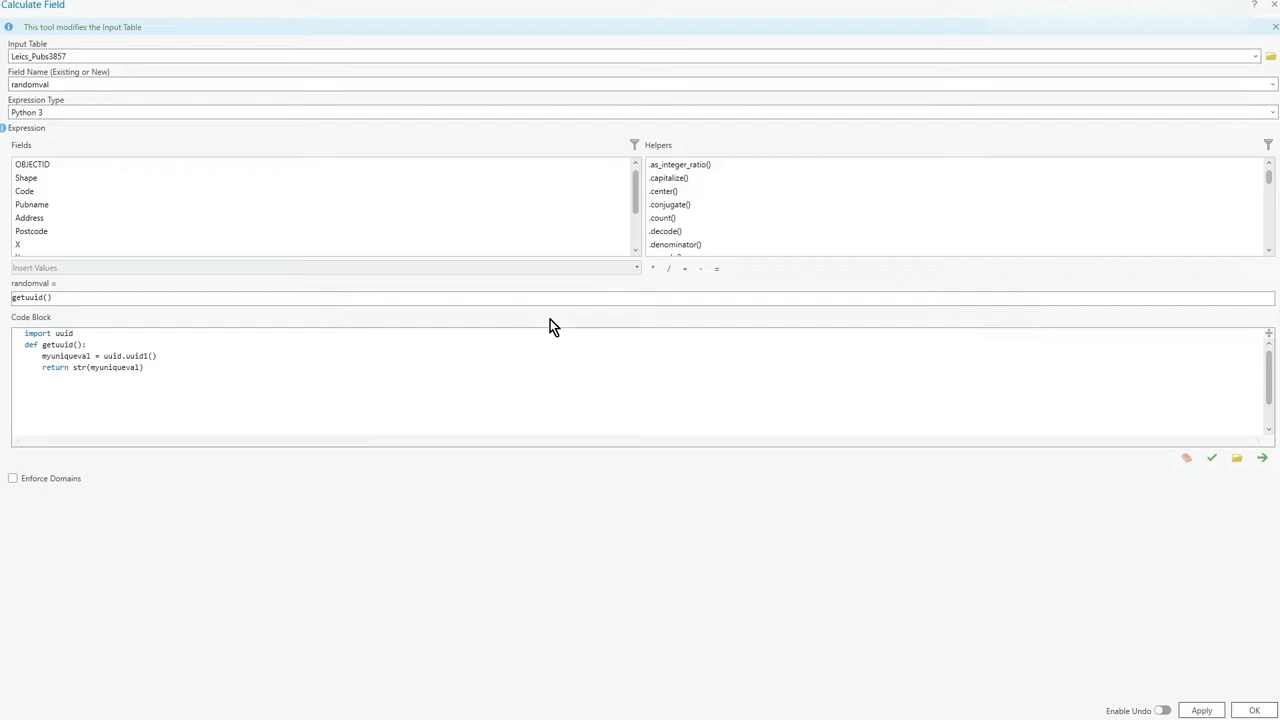 Calculate Field
This tool modifies the Input Table
Input Table
Leics_Pubs3857
Field Name (Existing or New)
randomval
Expression Type
Python 3
Expression
Fields
Helpers
OBJECTID
Shape
Code
Pubname
Address
Postcode
X
.as_integer_ratio()
.capitalize()
.center()
.conjugate()
.count()
.decode()
.denominator()
Insert Values
* / + - =
randomval =
getuuid()
Code Block
import uuid
def getuuid():
    myuniqueval = uuid.uuid1()
    return str(myuniqueval)
Enforce Domains
Enable Undo
Apply
OK